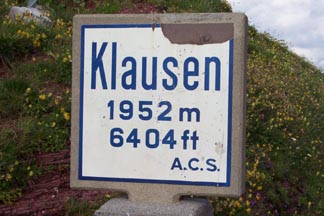 Klausen
1952 m
6404 ft
A.C.S.